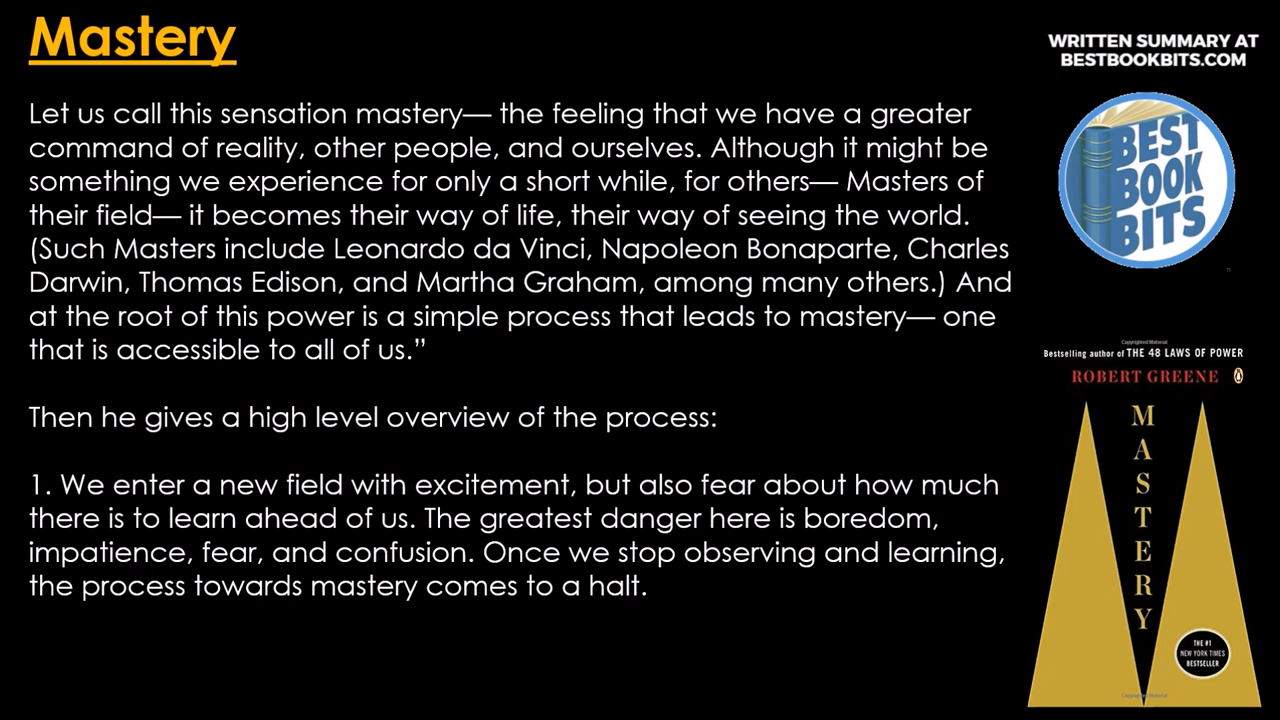 Mastery
WRITTEN SUMMARY AT
BESTBOOKBITS.COM
Let us call this sensation mastery— the feeling that we have a greater
command of reality, other people, and ourselves. Although it might be
something we experience for only a short while, for others— Masters of
their field— it becomes their way of life, their way of seeing the world.
(Such Masters include Leonardo da Vinci, Napoleon Bonaparte, Charles
Darwin, Thomas Edison, and Martha Graham, among many others.) And
at the root of this power is a simple process that leads to mastery— one
that is accessible to all of us.”
Then he gives a high level overview of the process:
1. We enter a new field with excitement, but also fear about how much
there is to learn ahead of us. The greatest danger here is boredom,
impatience, fear, and confusion. Once we stop observing and learning,
the process towards mastery comes to a halt.
BEST
BOOK
BITS
Copyrighted Material
Bestselling author of THE 48 LAWS OF POWER
ROBERT GREENE
MASTERY
THE #1
NEW YORK TIMES
BESTSELLER
Copyrighted Material